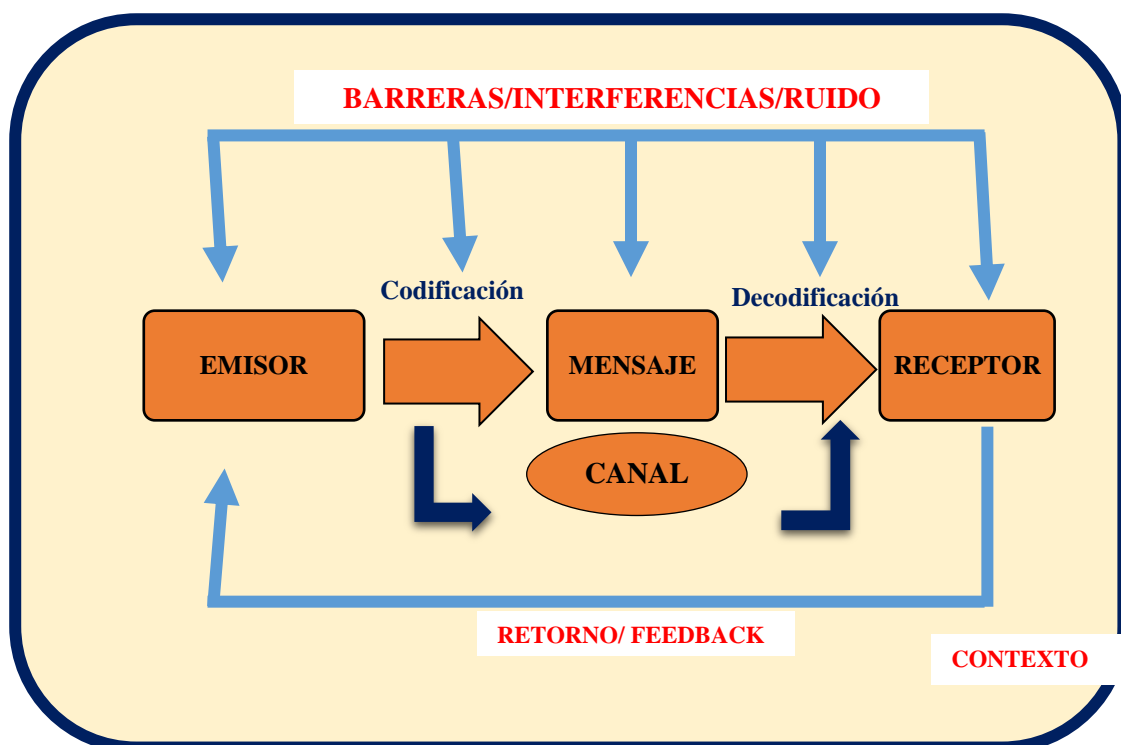 BARRERAS/INTERFERENCIAS/RUIDO
Codificación
Decodificación
EMISOR
MENSAJE
RECEPTOR
CANAL
RETORNO/ FEEDBACK
CONTEXTO